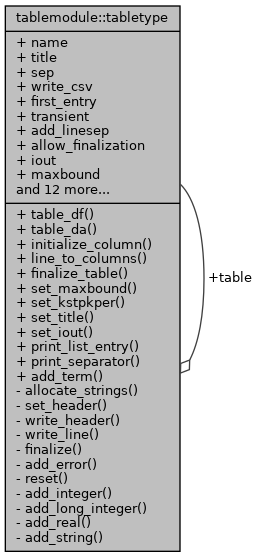 tablemodule::tabletype
+ name
+ title
+ sep
+ write_csv
+ first_entry
+ transient
+ add_linesep
+ allow_finalization
+ iout
+ maxbound
and 12 more...
+ table_df()
+ table_da()
+ initialize_column()
+ line_to_columns()
+ finalize_table()
+ set_maxbound()
+ set_kstpkper()
+ set_title()
+ set_iout()
+ print_list_entry()
+ print_separator()
+ add_term()
- allocate_strings()
- set_header()
- write_header()
- write_line()
- finalize()
- add_error()
- reset()
- add_integer()
- add_long_integer()
- add_real()
- add_string()
+table